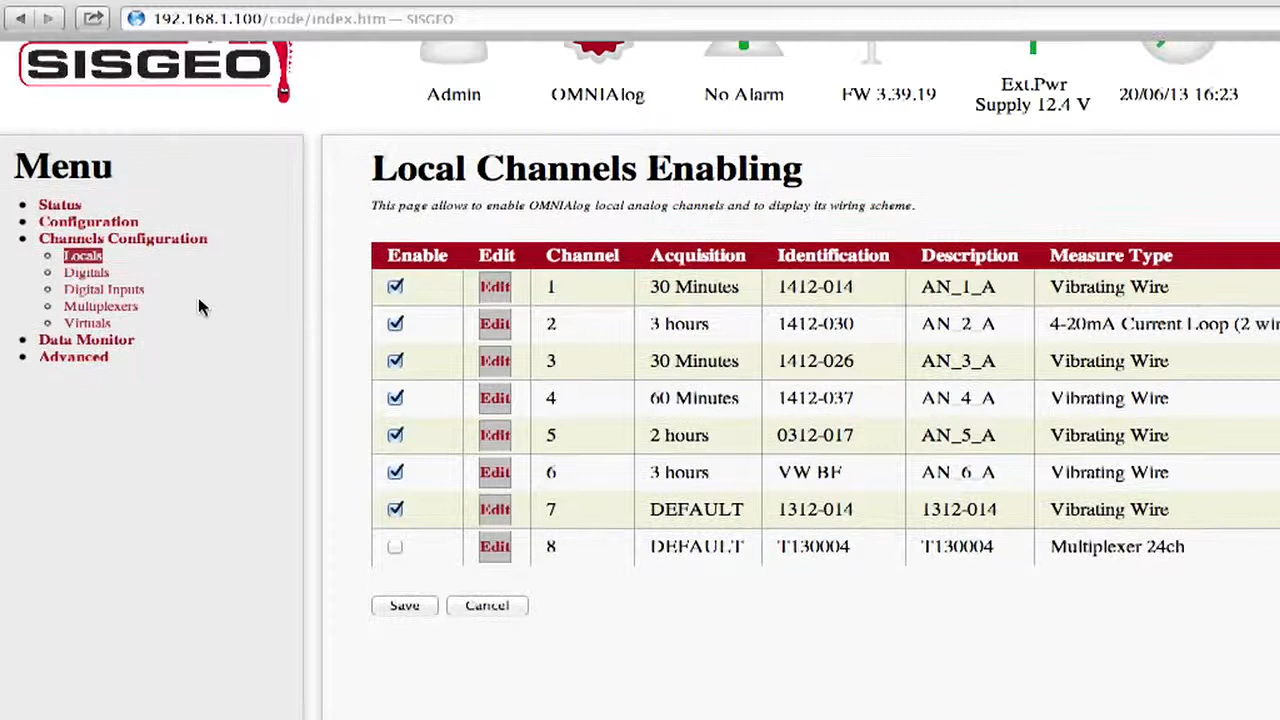 192.168.1.100/code/index.htm — SISGEO
SISGEO
Admin
OMNIAlog
No Alarm
FW 3.39.19
Ext.Pwr
Supply 12.4 V
20/06/13 16:23
Menu
Status
Configuration
Channels Configuration
Locals
Digitals
Digital Inputs
Multiplexers
Virtuals
Data Monitor
Advanced
Local Channels Enabling
This page allows to enable OMNIAlog local analog channels and to display its wiring scheme.
Enable Edit Channel Acquisition Identification Description Measure Type
Edit 1 30 Minutes 1412-014 AN_1_A Vibrating Wire
Edit 2 3 hours 1412-030 AN_2_A 4-20mA Current Loop (2 wir
Edit 3 30 Minutes 1412-026 AN_3_A Vibrating Wire
Edit 4 60 Minutes 1412-037 AN_4_A Vibrating Wire
Edit 5 2 hours 0312-017 AN_5_A Vibrating Wire
Edit 6 3 hours VW BF AN_6_A Vibrating Wire
Edit 7 DEFAULT 1312-014 1312-014 Vibrating Wire
Edit 8 DEFAULT T130004 T130004 Multiplexer 24ch
Save Cancel